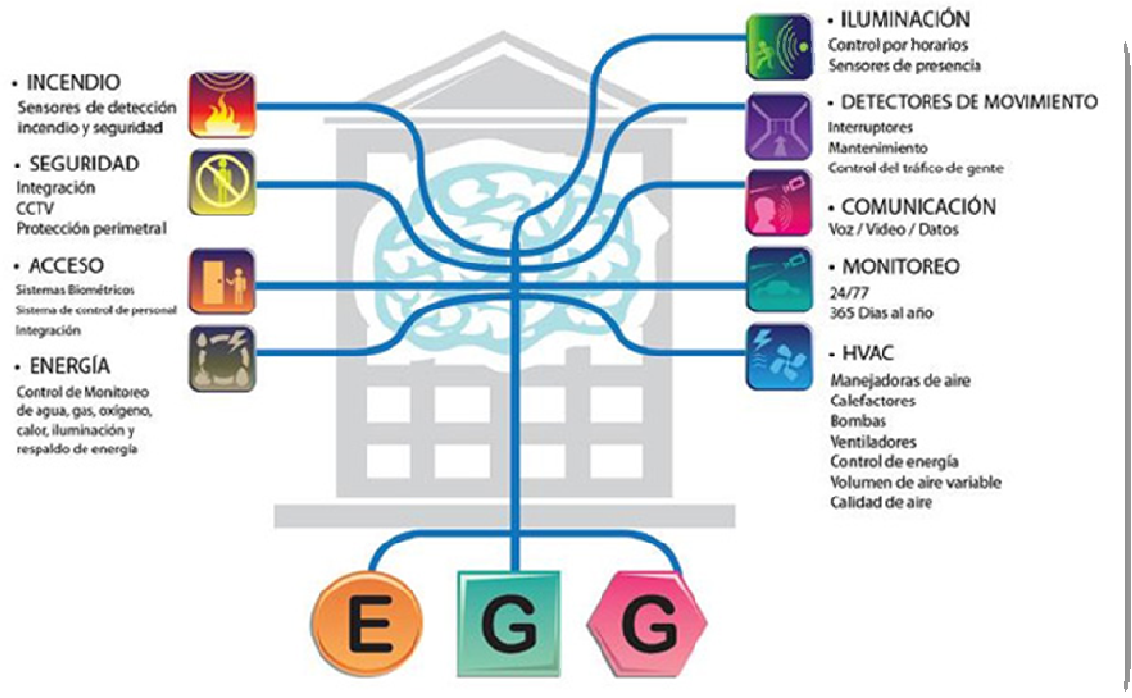 • INCENDIO
Sensores de detección
incendio y seguridad
• SEGURIDAD
Integración
CCTV
Protección perimetral
• ACCESO
Sistemas Biométricos
Sistema de control de personal
Integración
• ENERGÍA
Control de Monitoreo
de agua, gas, oxígeno,
calor, iluminación y
respaldo de energía
• ILUMINACIÓN
Control por horarios
Sensores de presencia
• DETECTORES DE MOVIMIENTO
Interruptores
Mantenimiento
Control del tráfico de gente
• COMUNICACIÓN
Voz / Video / Datos
• MONITOREO
24/77
365 Dias al año
• HVAC
Manejadoras de aire
Calefactores
Bombas
Ventiladores
Control de energía
Volumen de aire variable
Calidad de aire
E G G